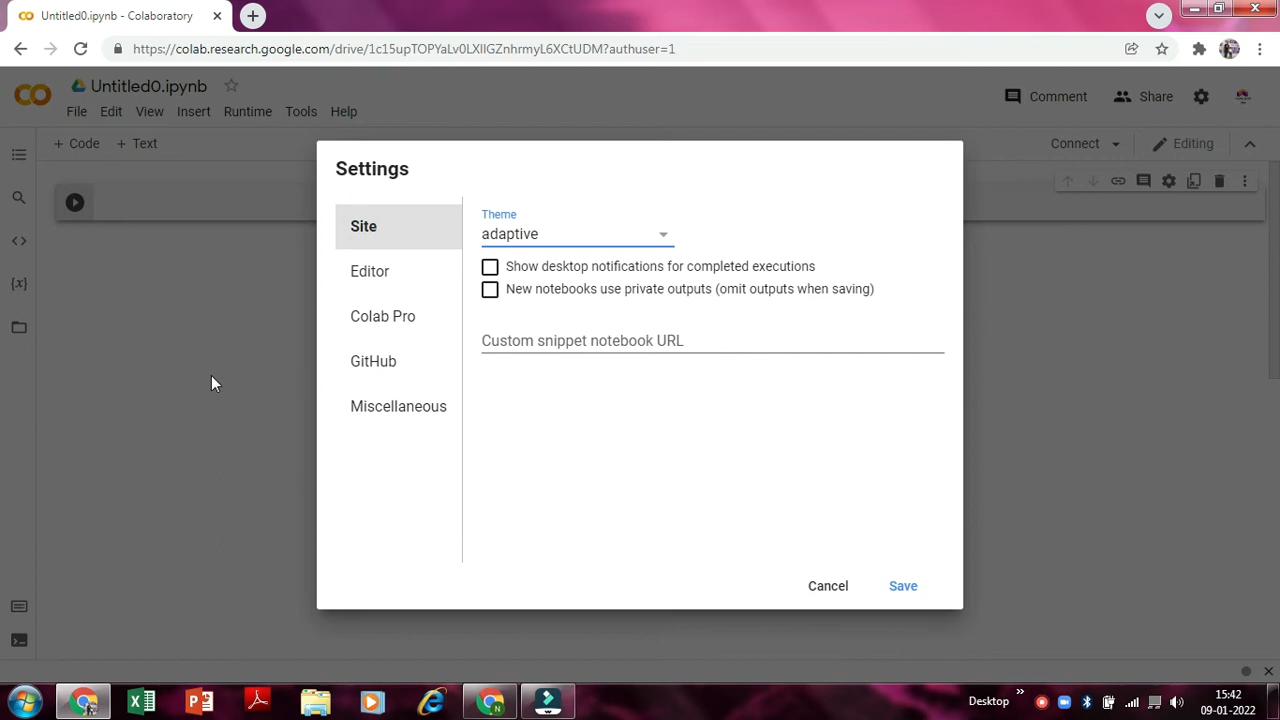 Untitled0.ipynb - Colaboratory
https://colab.research.google.com/drive/1c15upTOPYaLv0LXIIGZnhrmyL6XCtUDM?authuser=1
Untitled0.ipynb
File Edit View Insert Runtime Tools Help
Comment Share
+ Code + Text
Connect Editing
Settings
Site
Editor
Colab Pro
GitHub
Miscellaneous
Theme
adaptive
Show desktop notifications for completed executions
New notebooks use private outputs (omit outputs when saving)
Custom snippet notebook URL
Cancel Save
Desktop
15:42
09-01-2022